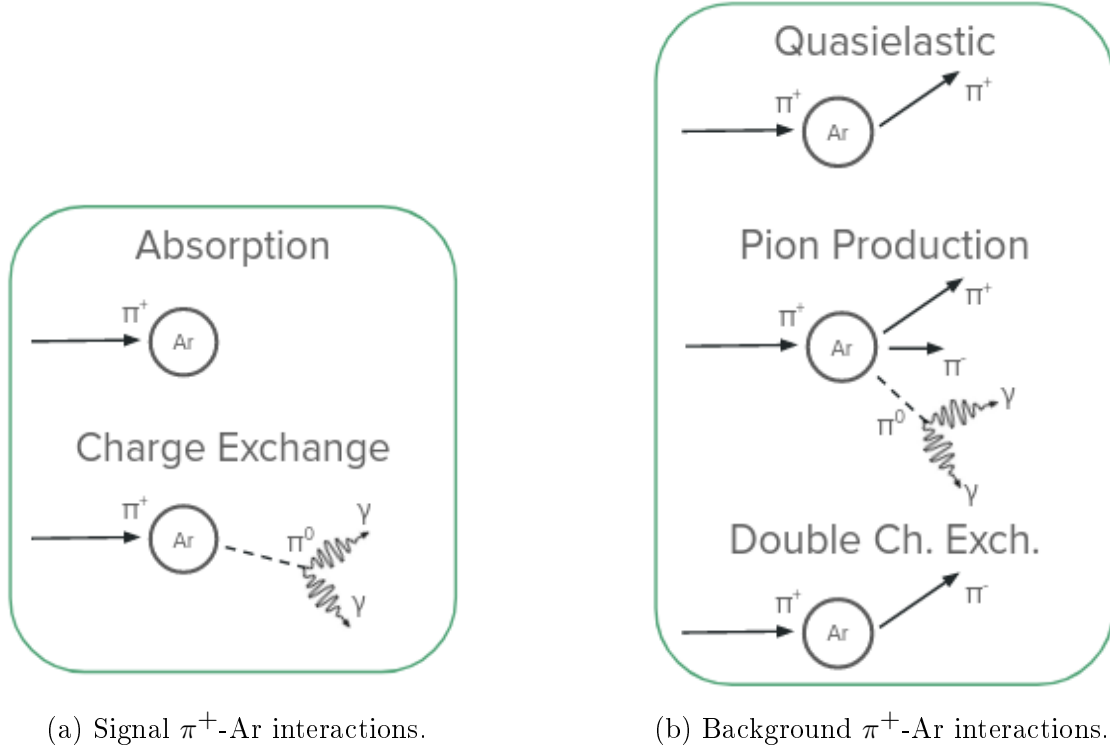 Absorption
π⁺
Ar
Charge Exchange
π⁺
Ar
π⁰
γ
γ
(a) Signal π⁺-Ar interactions.
Quasielastic
π⁺
Ar
π⁺
Pion Production
π⁺
Ar
π⁺
π⁻
π⁰
γ
γ
Double Ch. Exch.
π⁺
Ar
π⁻
(b) Background π⁺-Ar interactions.